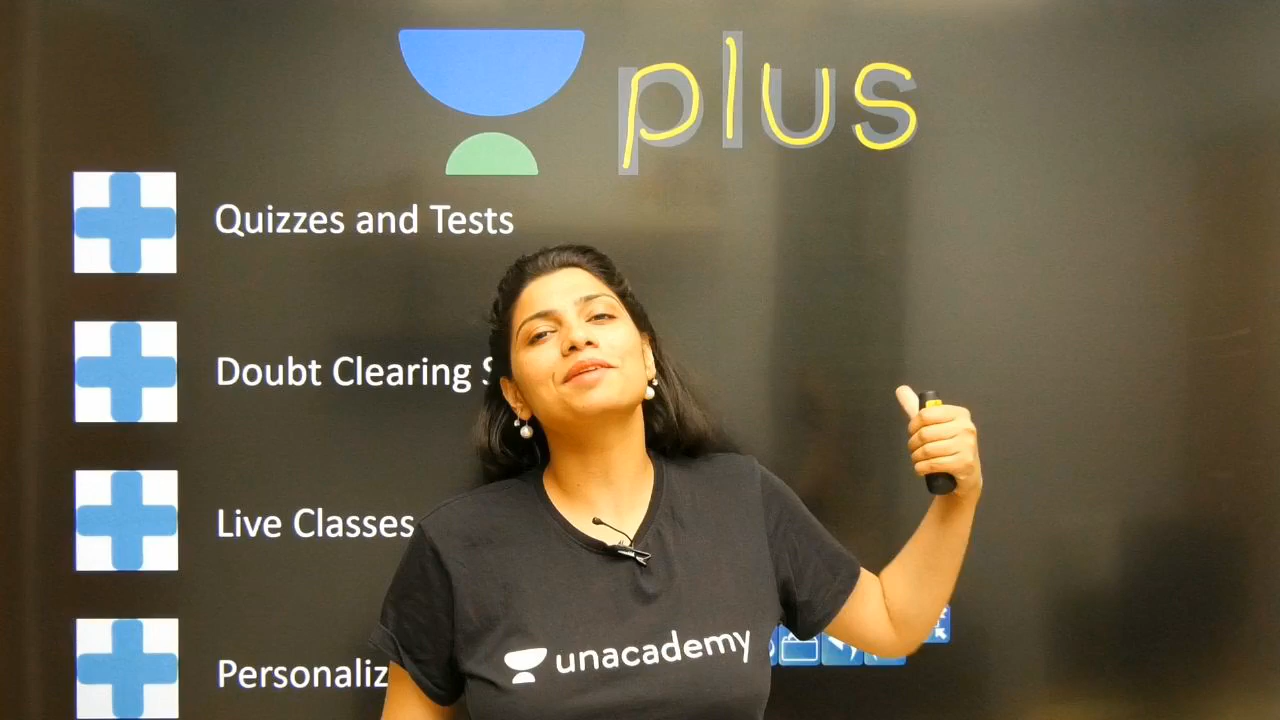 plus
Quizzes and Tests
Doubt Clearing S
Live Classes
Personaliz
unacademy